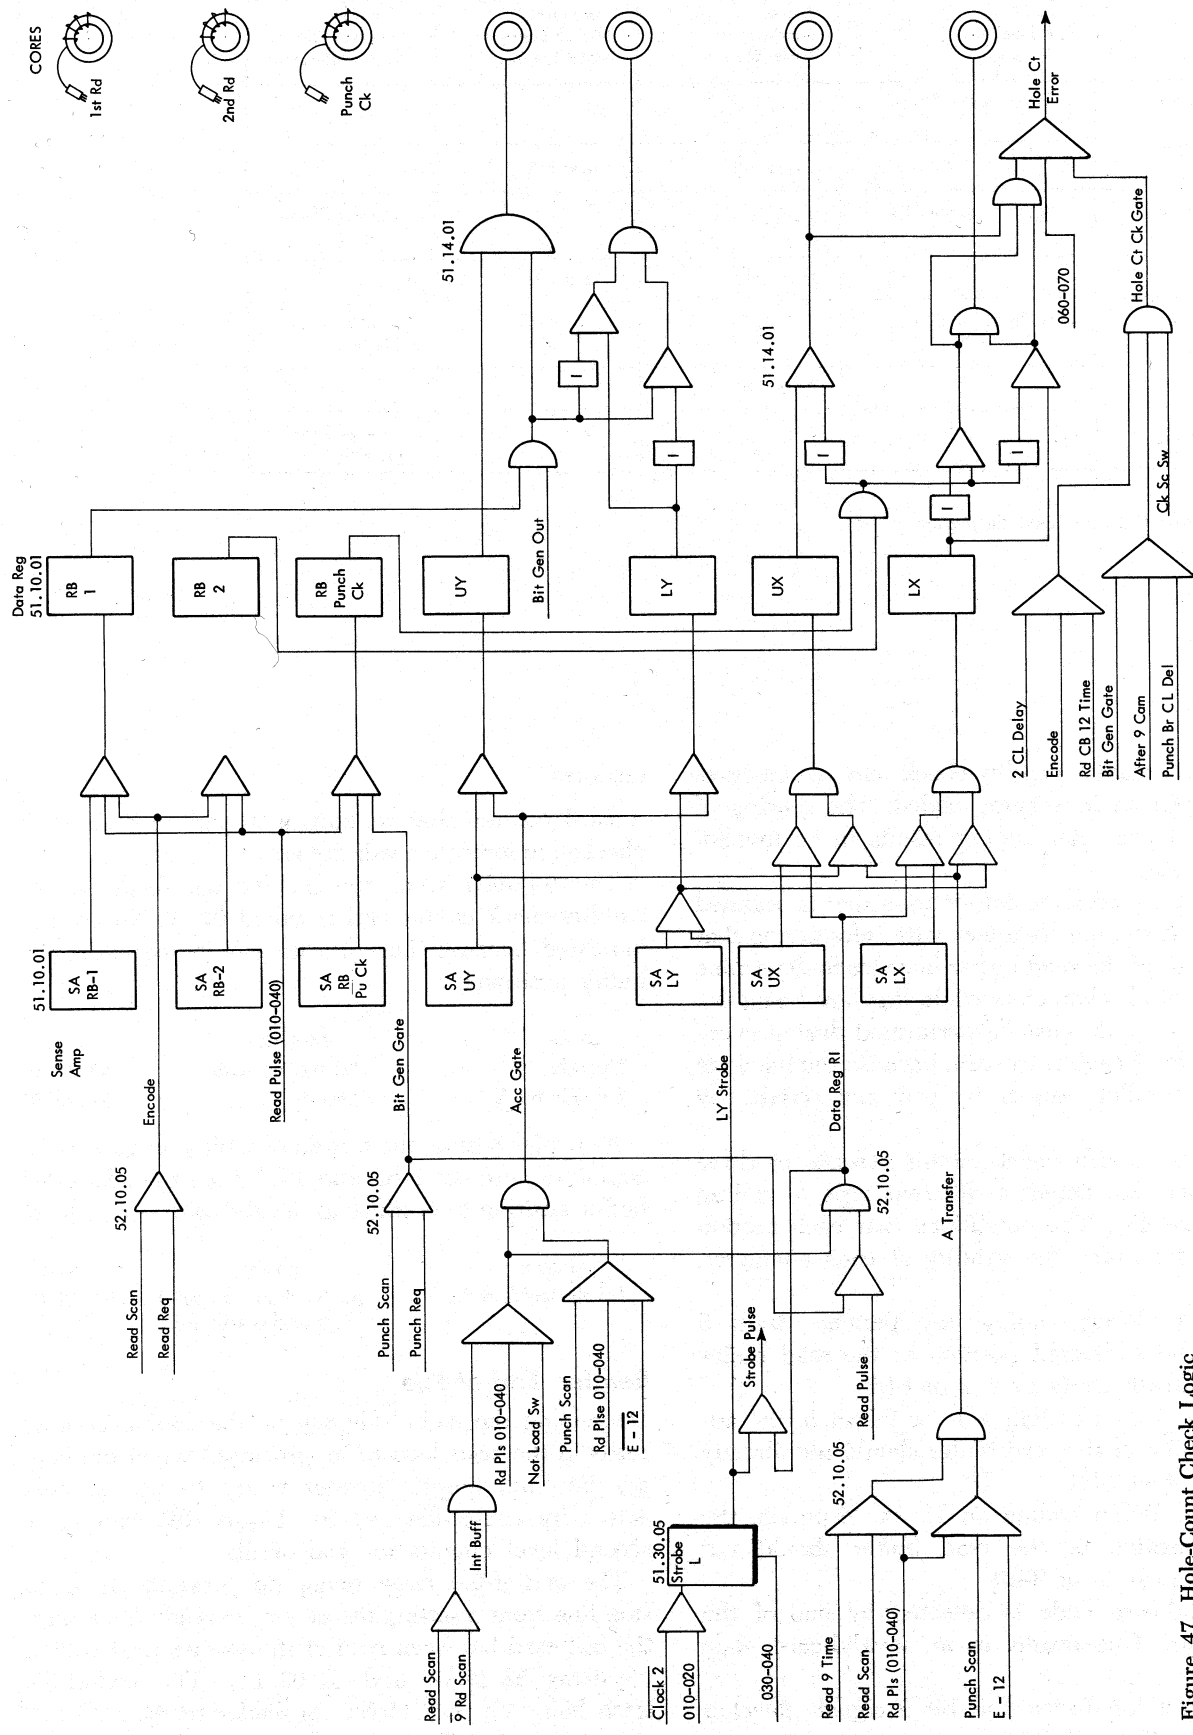 CORES
1st Rd
2nd Rd
Punch
Ck
Hole Ct
Error
51.14.01
51.14.01
I
I
I
I
I
060-070
Hole Ct Ck Gate
Ck Sc Sw
Data Reg
51.10.01
RB
1
RB
2
RB
Punch
Ck
UY
Bit Gen Out
LY
UX
LX
2 CL Delay
Encode
Rd CB 12 Time
Bit Gen Gate
After 9 Cam
Punch Br CL Del
51.10.01
SA
RB-1
SA
RB-2
SA
RB
Pu Ck
SA
UY
SA
LY
SA
UX
SA
LX
Sense
Amp
Encode
Read Pulse (010-040)
Bit Gen Gate
Acc Gate
LY Strobe
Data Reg RI
A Transfer
52.10.05
52.10.05
52.10.05
Read Scan
Read Req
Punch Scan
Punch Req
Rd Pls 010-040
Not Load Sw
Punch Scan
Rd Plse 010-040
E - 12
Strobe Pulse
Read Pulse
Int Buff
Read Scan
9 Rd Scan
51.30.05
Strobe
L
Clock 2
010-020
030-040
52.10.05
Read 9 Time
Read Scan
Rd Pls (010-040)
Punch Scan
E - 12
Figure 47. Hole-Count Check Logic